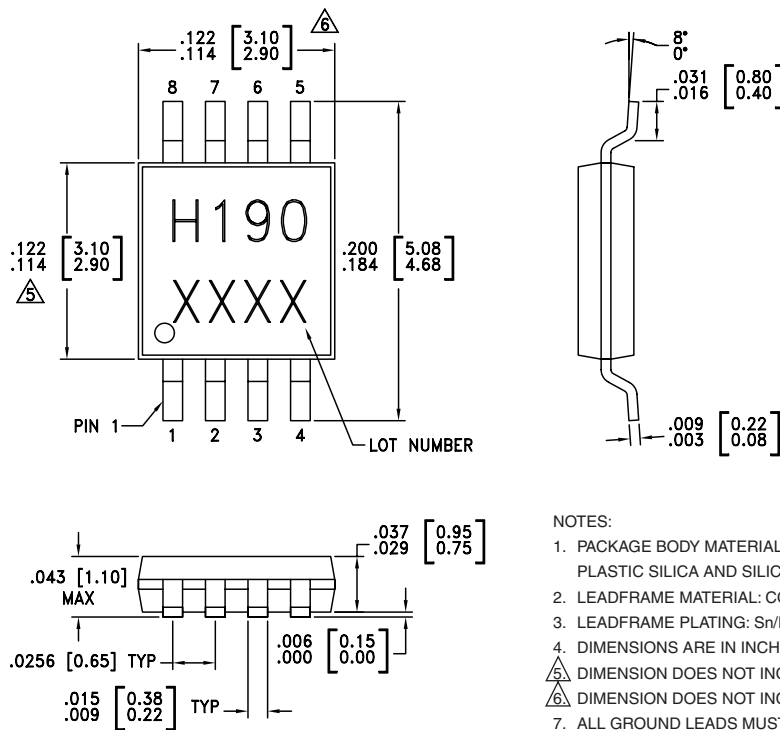 .122 [3.10]
.114 [2.90]
6
8 7 6 5
8°
0°
.031 [0.80]
.016 [0.40]
H190
XXXX
.122 [3.10]
.114 [2.90]
5
.200 [5.08]
.184 [4.68]
PIN 1
1 2 3 4
LOT NUMBER
.009 [0.22]
.003 [0.08]
.037 [0.95]
.029 [0.75]
.043 [1.10]
MAX
.0256 [0.65] TYP
.006 [0.15]
.000 [0.00]
.015 [0.38]
.009 [0.22]
TYP
NOTES:
1. PACKAGE BODY MATERIAL
PLASTIC SILICA AND
2. LEADFRAME MATERIAL:
3. LEADFRAME PLATING: Sn/
4. DIMENSIONS ARE IN INCH
5. DIMENSION DOES NOT
6. DIMENSION DOES NOT
7. ALL GROUND LEADS MUST